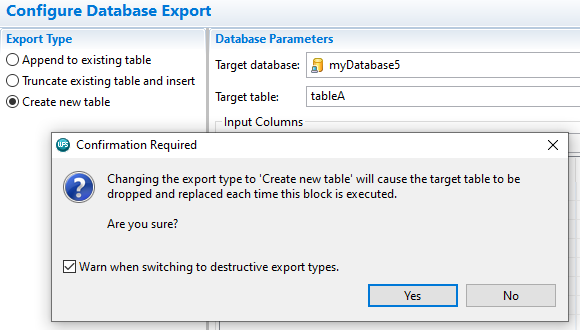 Configure Database Export
Export Type
Append to existing table
Truncate existing table and insert
Create new table
Database Parameters
Target database:
myDatabase5
Target table:
tableA
Input Columns
WPS
Confirmation Required
Changing the export type to 'Create new table' will cause the target table to be
dropped and replaced each time this block is executed.
Are you sure?
Warn when switching to destructive export types.
Yes
No